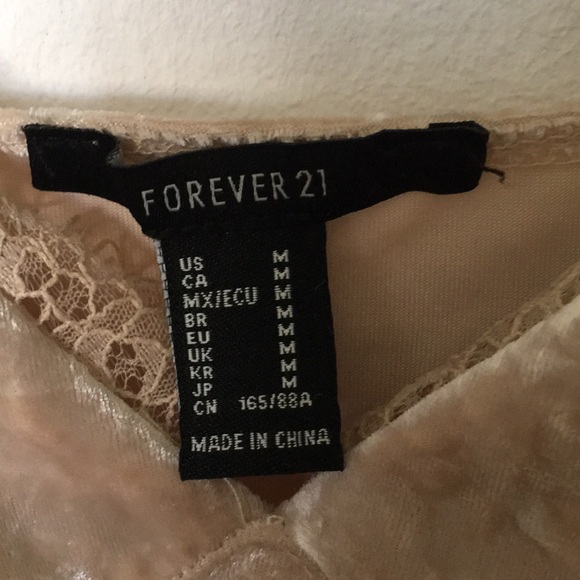 FOREVER 21
US M
CA M
MX/ECU M
BR M
EU M
UK M
KR M
JP M
CN 165/88A
MADE IN CHINA